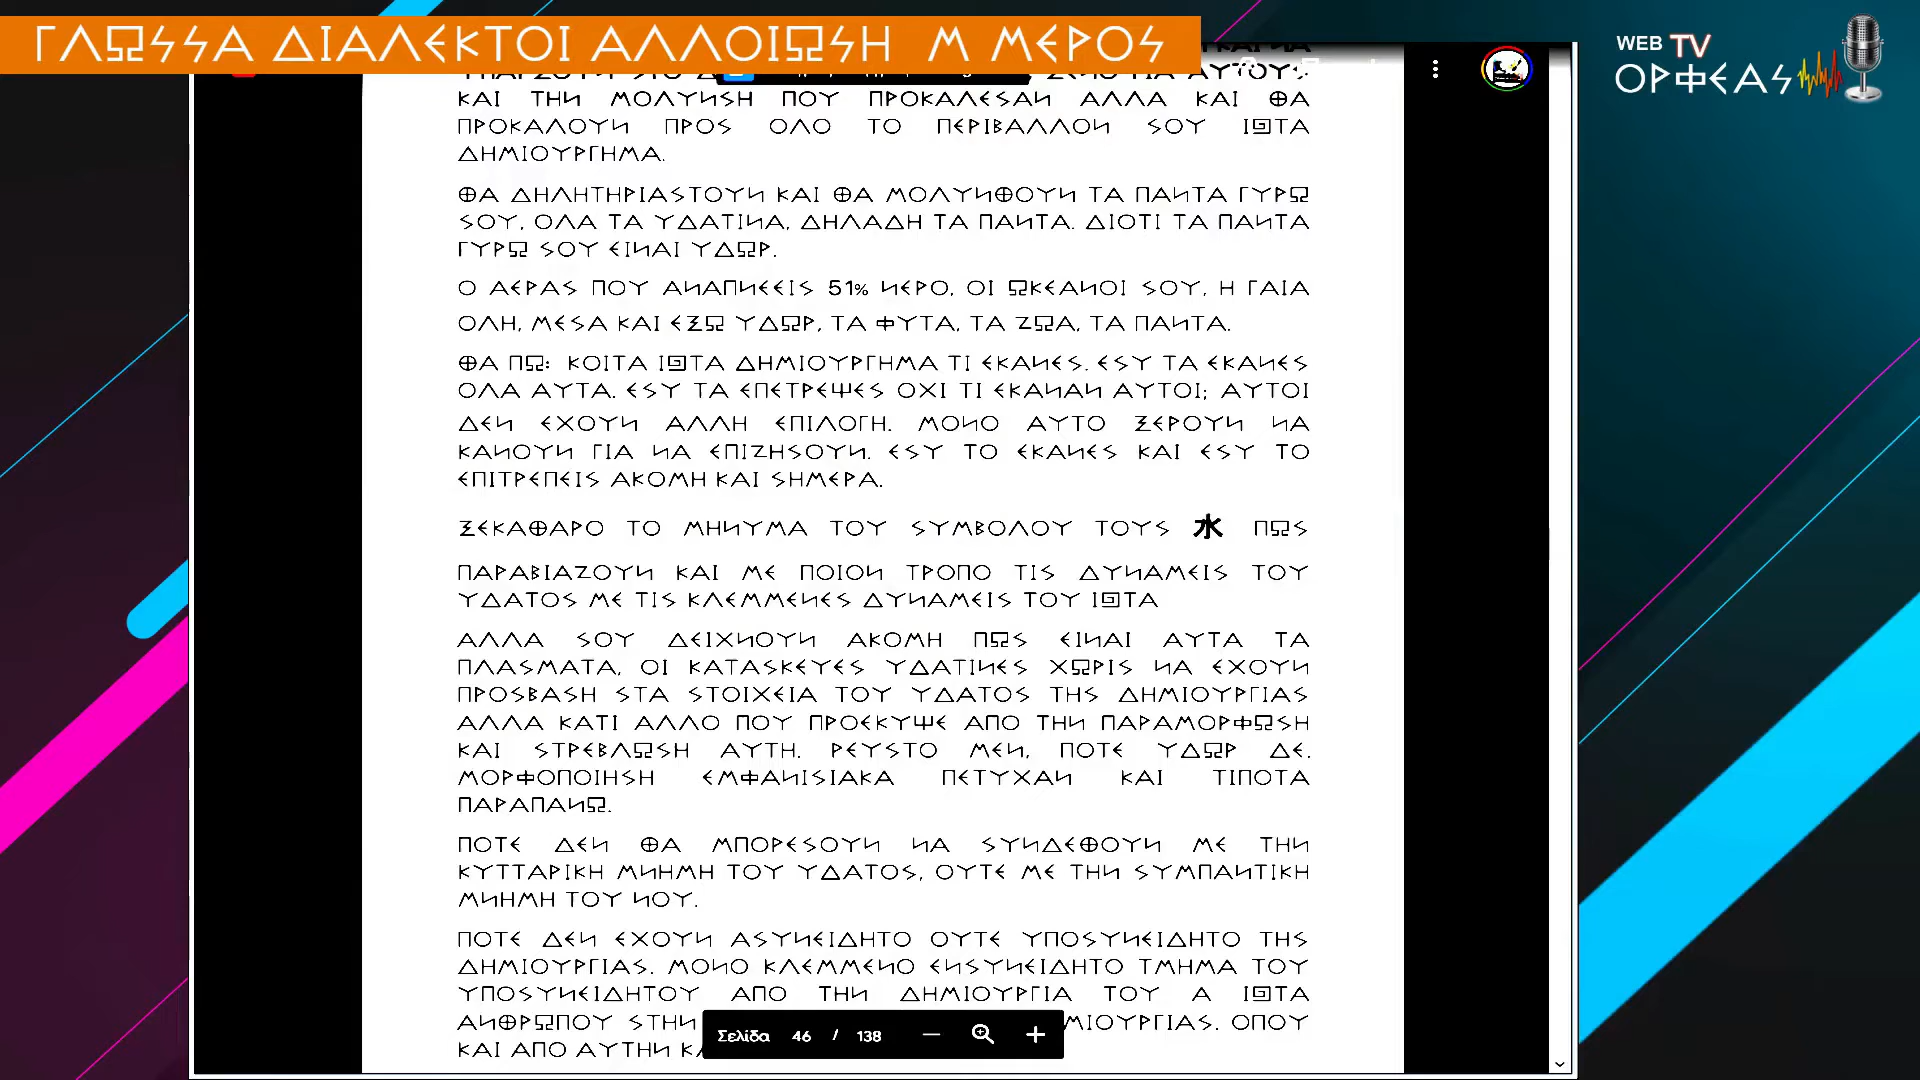 ΓΛΩΣΣΑ ΔΙΑΛΕΚΤΟΙ ΑΛΛΟΙΩΣΗ Μ ΜΕΡΟΣ
WEB TV
ΟΡΦΕΑΣ
ΑΥΤΟΥΣ
ΚΑΙ ΤΗΝ ΜΟΛΥΝΣΗ ΠΟΥ ΠΡΟΚΑΛΕΣΑΝ ΑΛΛΑ ΚΑΙ ΘΑ
ΠΡΟΚΑΛΟΥΝ ΠΡΟΣ ΟΛΟ ΤΟ ΠΕΡΙΒΑΛΛΟΝ ΣΟΥ ΙΩΤΑ
ΔΗΜΙΟΥΡΓΗΜΑ.
ΘΑ ΔΗΛΗΤΗΡΙΑΣΤΟΥΝ ΚΑΙ ΘΑ ΜΟΛΥΝΘΟΥΝ ΤΑ ΠΑΝΤΑ ΓΥΡΩ
ΣΟΥ, ΟΛΑ ΤΑ ΥΔΑΤΙΝΑ, ΔΗΛΑΔΗ ΤΑ ΠΑΝΤΑ. ΔΙΟΤΙ ΤΑ ΠΑΝΤΑ
ΓΥΡΩ ΣΟΥ ΕΙΝΑΙ ΥΔΩΡ.
Ο ΑΕΡΑΣ ΠΟΥ ΑΝΑΠΝΕΕΙΣ 51% ΝΕΡΟ, ΟΙ ΩΚΕΑΝΟΙ ΣΟΥ, Η ΓΑΙΑ
ΟΛΗ, ΜΕΣΑ ΚΑΙ ΕΞΩ ΥΔΩΡ, ΤΑ ΦΥΤΑ, ΤΑ ΖΩΑ, ΤΑ ΠΑΝΤΑ.
ΘΑ ΠΩ: ΚΟΙΤΑ ΙΩΤΑ ΔΗΜΙΟΥΡΓΗΜΑ ΤΙ ΕΚΑΝΕΣ. ΕΣΥ ΤΑ ΕΚΑΝΕΣ
ΟΛΑ ΑΥΤΑ. ΕΣΥ ΤΑ ΕΠΕΤΡΕΨΕΣ ΟΧΙ ΤΙ ΕΚΑΝΑΝ ΑΥΤΟΙ; ΑΥΤΟΙ
ΔΕΝ ΕΧΟΥΝ ΑΛΛΗ ΕΠΙΛΟΓΗ. ΜΟΝΟ ΑΥΤΟ ΞΕΡΟΥΝ ΝΑ
ΚΑΝΟΥΝ ΓΙΑ ΝΑ ΕΠΙΖΗΣΟΥΝ. ΕΣΥ ΤΟ ΕΚΑΝΕΣ ΚΑΙ ΕΣΥ ΤΟ
ΕΠΙΤΡΕΠΕΙΣ ΑΚΟΜΗ ΚΑΙ ΣΗΜΕΡΑ.
ΞΕΚΑΘΑΡΟ ΤΟ ΜΗΝΥΜΑ ΤΟΥ ΣΥΜΒΟΛΟΥ ΤΟΥΣ 水 ΠΩΣ
ΠΑΡΑΒΙΑΖΟΥΝ ΚΑΙ ΜΕ ΠΟΙΟΝ ΤΡΟΠΟ ΤΙΣ ΔΥΝΑΜΕΙΣ ΤΟΥ
ΥΔΑΤΟΣ ΜΕ ΤΙΣ ΚΛΕΜΜΕΝΕΣ ΔΥΝΑΜΕΙΣ ΤΟΥ ΙΩΤΑ
ΑΛΛΑ ΣΟΥ ΔΕΙΧΝΟΥΝ ΑΚΟΜΗ ΠΩΣ ΕΙΝΑΙ ΑΥΤΑ ΤΑ
ΠΛΑΣΜΑΤΑ, ΟΙ ΚΑΤΑΣΚΕΥΕΣ ΥΔΑΤΙΝΕΣ ΧΩΡΙΣ ΝΑ ΕΧΟΥΝ
ΠΡΟΣΒΑΣΗ ΣΤΑ ΣΤΟΙΧΕΙΑ ΤΟΥ ΥΔΑΤΟΣ ΤΗΣ ΔΗΜΙΟΥΡΓΙΑΣ
ΑΛΛΑ ΚΑΤΙ ΑΛΛΟ ΠΟΥ ΠΡΟΕΚΥΨΕ ΑΠΟ ΤΗΝ ΠΑΡΑΜΟΡΦΩΣΗ
ΚΑΙ ΣΤΡΕΒΛΩΣΗ ΑΥΤΗ. ΡΕΥΣΤΟ ΜΕΝ, ΠΟΤΕ ΥΔΩΡ ΔΕ.
ΜΟΡΦΟΠΟΙΗΣΗ ΕΜΦΑΝΙΣΙΑΚΑ ΠΕΤΥΧΑΝ ΚΑΙ ΤΙΠΟΤΑ
ΠΑΡΑΠΑΝΩ.
ΠΟΤΕ ΔΕΝ ΘΑ ΜΠΟΡΕΣΟΥΝ ΝΑ ΣΥΝΔΕΘΟΥΝ ΜΕ ΤΗΝ
ΚΥΤΤΑΡΙΚΗ ΜΝΗΜΗ ΤΟΥ ΥΔΑΤΟΣ, ΟΥΤΕ ΜΕ ΤΗΝ ΣΥΜΠΑΝΤΙΚΗ
ΜΝΗΜΗ ΤΟΥ ΝΟΥ.
ΠΟΤΕ ΔΕΝ ΕΧΟΥΝ ΑΣΥΝΕΙΔΗΤΟ ΟΥΤΕ ΥΠΟΣΥΝΕΙΔΗΤΟ ΤΗΣ
ΔΗΜΙΟΥΡΓΙΑΣ. ΜΟΝΟ ΚΛΕΜΜΕΝΟ ΕΝΣΥΝΕΙΔΗΤΟ ΤΜΗΜΑ ΤΟΥ
ΥΠΟΣΥΝΕΙΔΗΤΟΥ ΑΠΟ ΤΗΝ ΔΗΜΙΟΥΡΓΙΑ ΤΟΥ Α ΙΩΤΑ
ΑΝΘΡΩΠΟΥ ΣΤΗΝ ΜΙΟΥΡΓΙΑΣ. ΟΠΟΥ
ΚΑΙ ΑΠΟ ΑΥΤΗΝ
Σελίδα 46 / 138